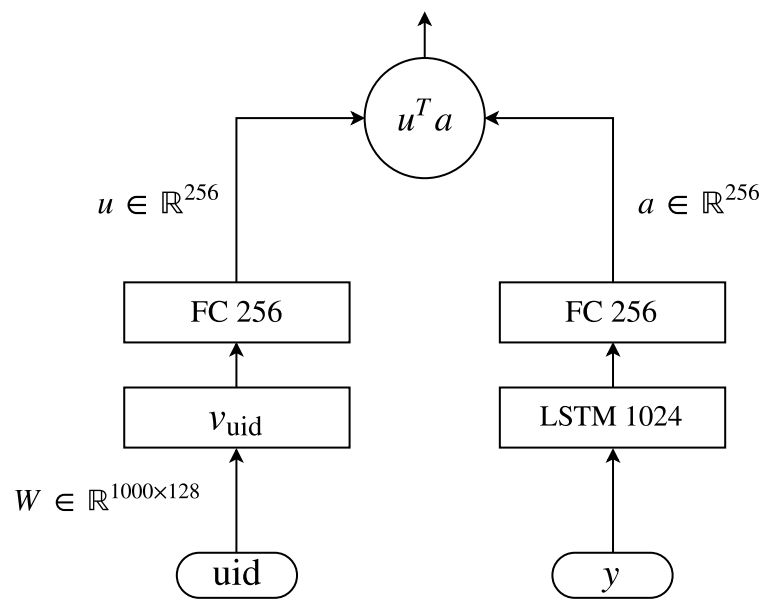 uᵀa
u ∈ ℝ²⁵⁶
a ∈ ℝ²⁵⁶
FC 256
FC 256
v_uid
LSTM 1024
W ∈ ℝ¹⁰⁰⁰ˣ¹²⁸
uid
y